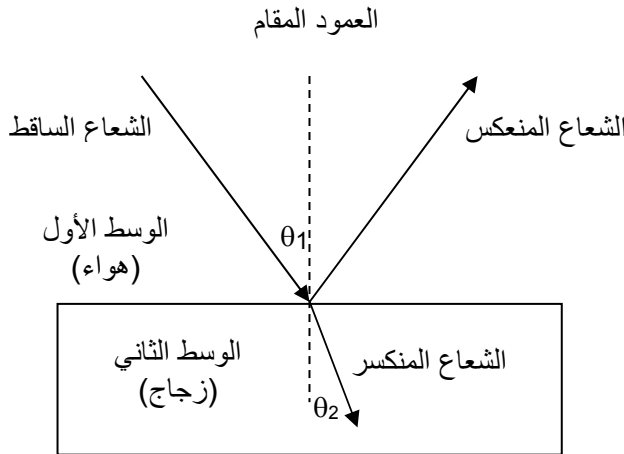 العمود المقام
الشعاع الساقط
الشعاع المنعكس
الوسط الأول
(هواء)
θ1
الوسط الثاني
(زجاج)
الشعاع المنكسر
θ2